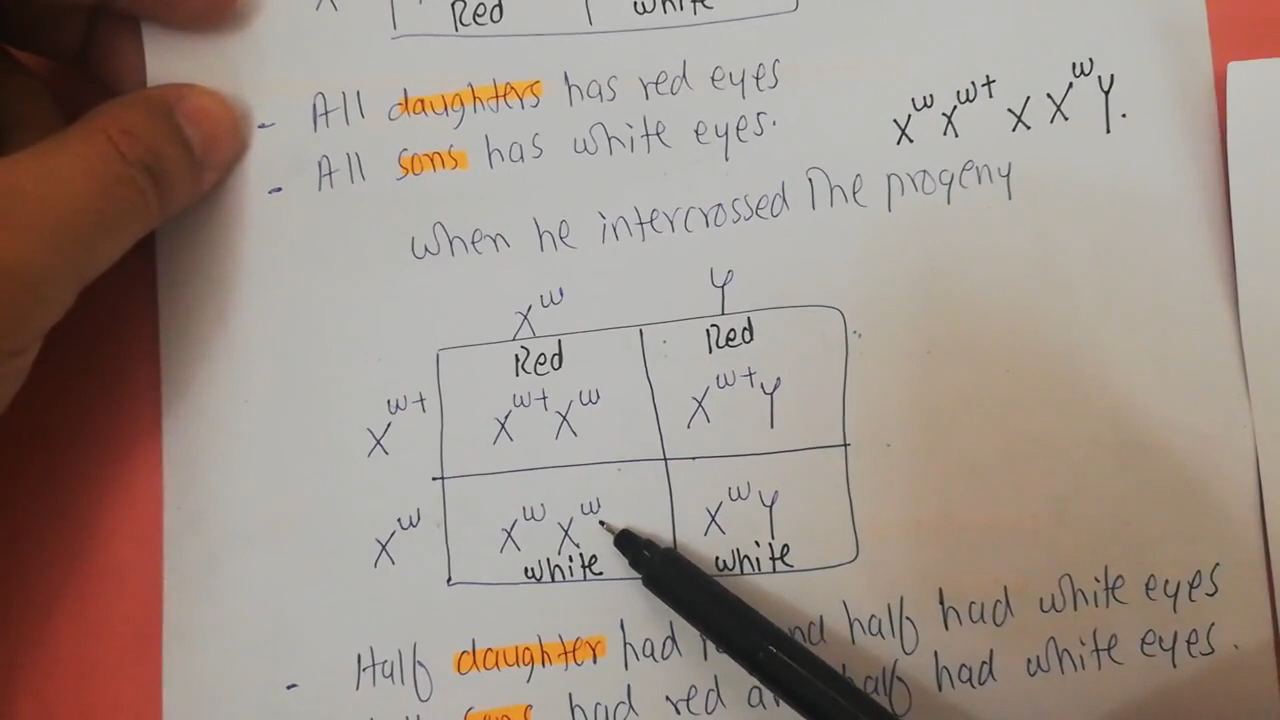 Red white
- All daughters has red eyes
- All sons has white eyes.
X^w X^w+ X X^w Y.
when he intercrossed The progeny
X^w Y
Red Red
X^w+ X^w+ X^w X^w+ Y
X^w X^w X^w X^w Y
white white
- Half daughter had and half had white eyes
sons had red half had white eyes.